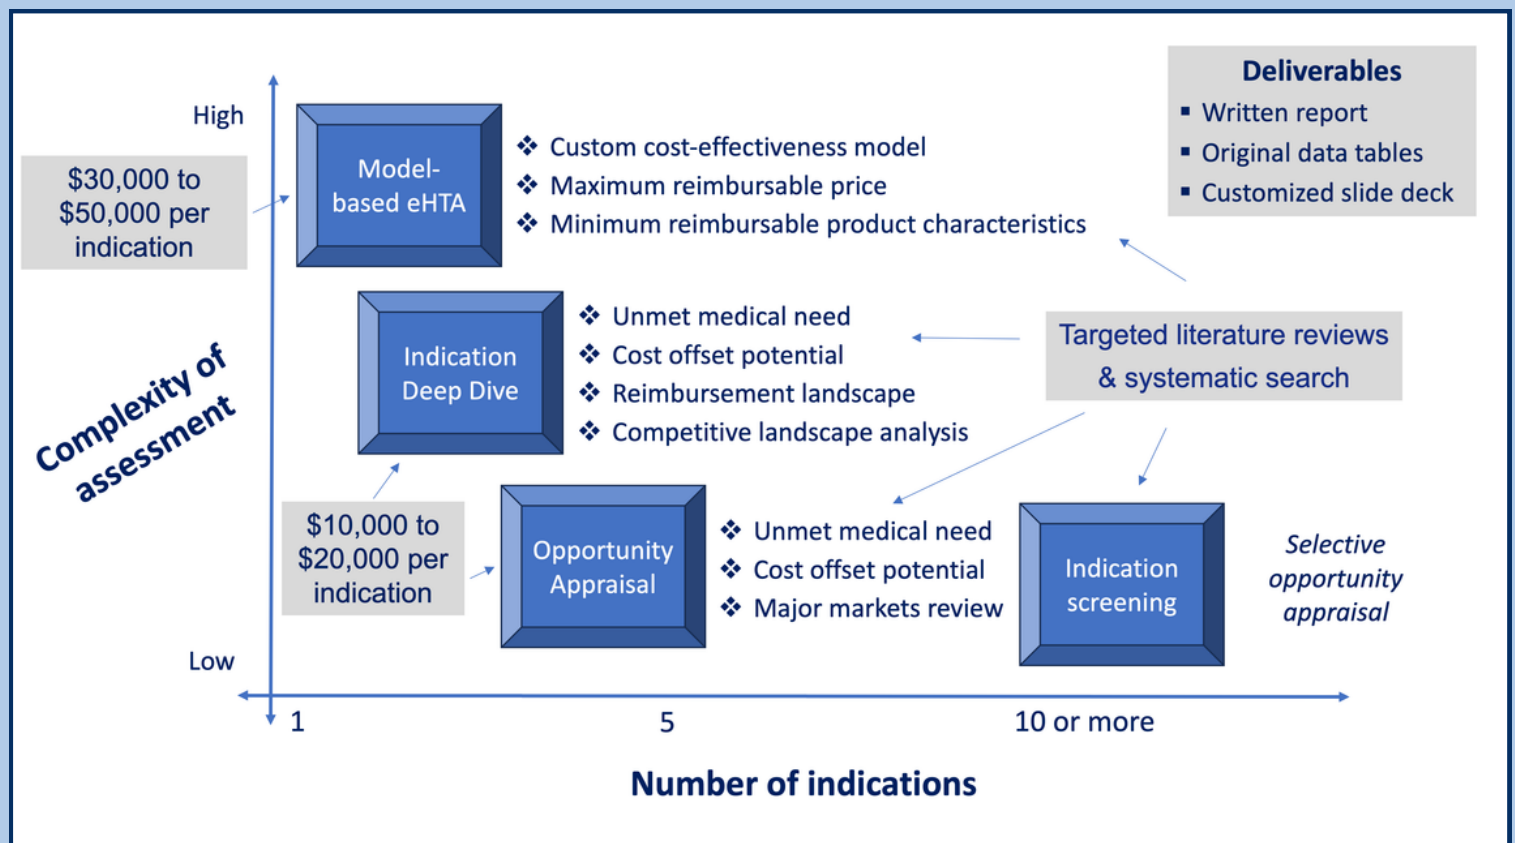 Deliverables
▪ Written report
▪ Original data tables
▪ Customized slide deck
High
$30,000 to
$50,000 per
indication
Model-
based eHTA
❖ Custom cost-effectiveness model
❖ Maximum reimbursable price
❖ Minimum reimbursable product characteristics
Complexity of
assessment
Indication
Deep Dive
❖ Unmet medical need
❖ Cost offset potential
❖ Reimbursement landscape
❖ Competitive landscape analysis
Targeted literature reviews
& systematic search
$10,000 to
$20,000 per
indication
Opportunity
Appraisal
❖ Unmet medical need
❖ Cost offset potential
❖ Major markets review
Indication
screening
Selective
opportunity
appraisal
Low
1
5
10 or more
Number of indications